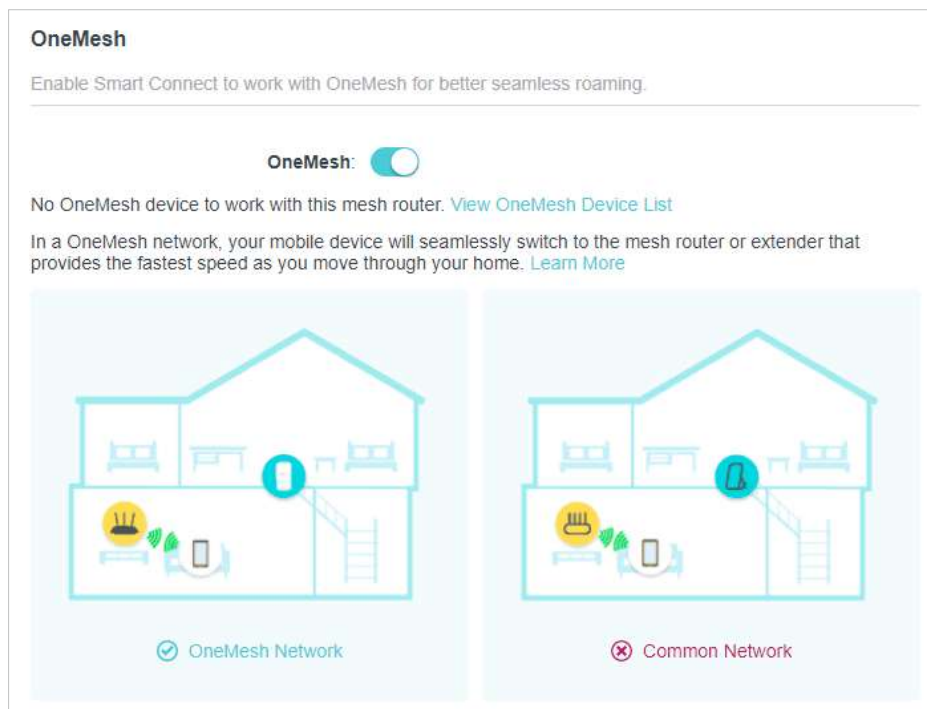 OneMesh
Enable Smart Connect to work with OneMesh for better seamless roaming.
OneMesh:
No OneMesh device to work with this mesh router. View OneMesh Device List
In a OneMesh network, your mobile device will seamlessly switch to the mesh router or extender that
provides the fastest speed as you move through your home. Learn More
OneMesh Network
Common Network